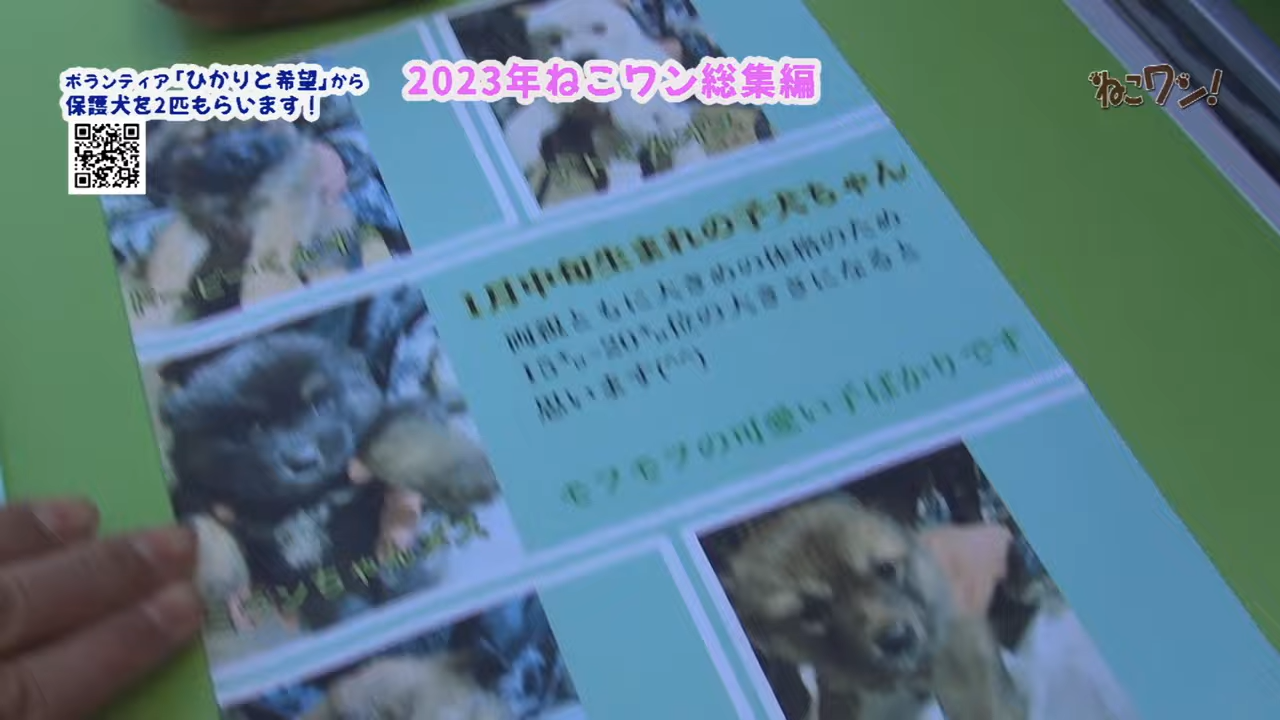 ボランティア「ひかりと希望」から
保護犬を2匹もらいます！
2023年ねこワン総集編
ねこワン！
1月中旬生まれの子犬ちゃん
両親ともに大きめの体格のため
15㌔~20㌔位の大きさになると
思います(^^)
モフモフの可愛い子ばかりです